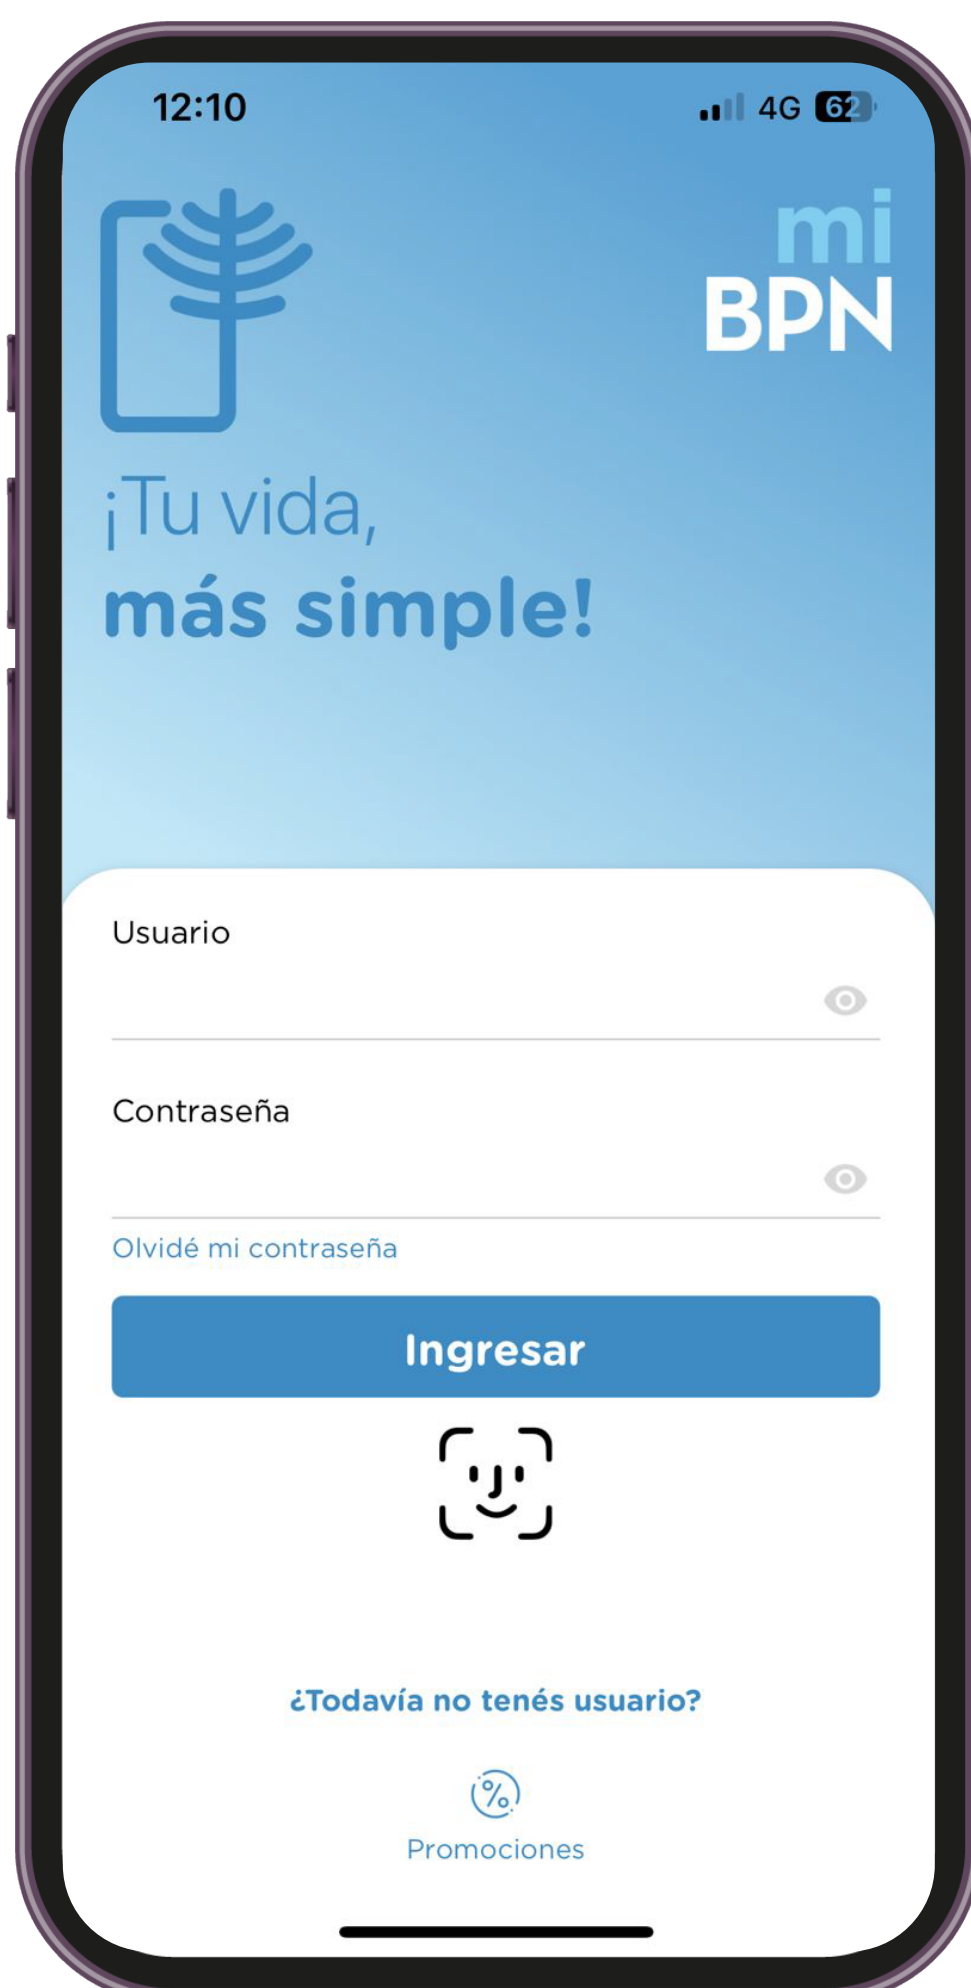 12:10
4G 62
mi
BPN
¡Tu vida,
más simple!
Usuario
Contraseña
Olvidé mi contraseña
Ingresar
¿Todavía no tenés usuario?
%
Promociones